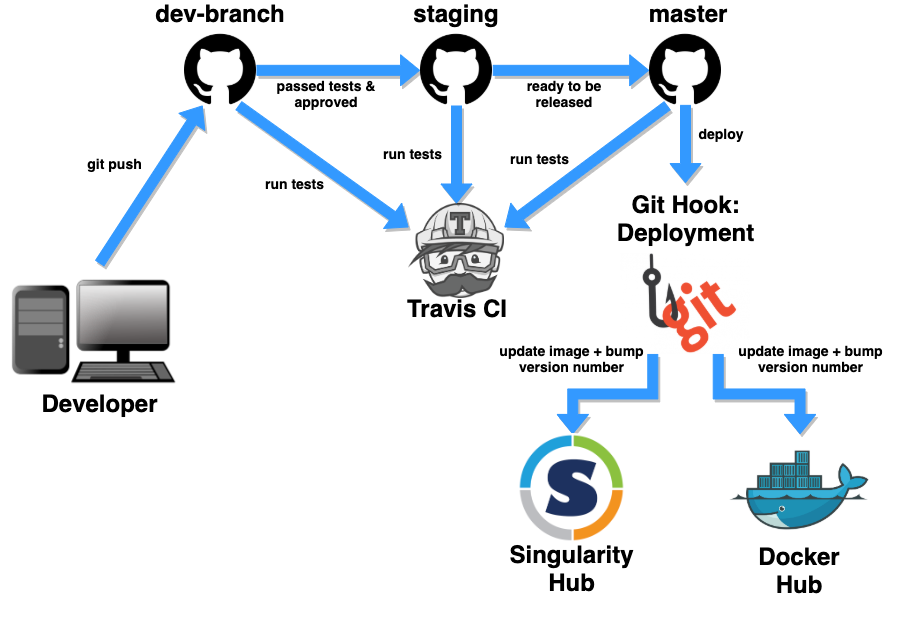 dev-branch
staging
master
passed tests &
approved
ready to be
released
git push
run tests
run tests
run tests
deploy
Git Hook:
Deployment
T
Travis CI
git
Developer
update image + bump
version number
update image + bump
version number
S
Singularity
Hub
Docker
Hub